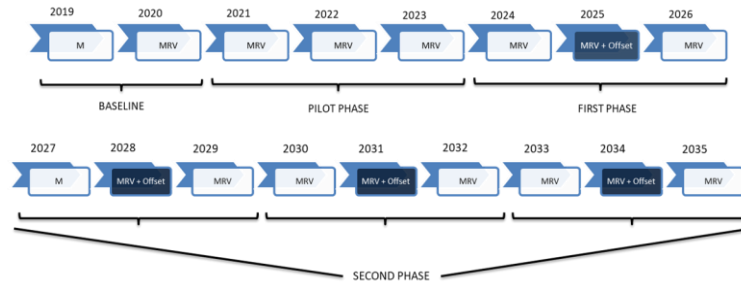 2019 2020 2021 2022 2023 2024 2025 2026
M MRV MRV MRV MRV MRV MRV + Offset MRV
BASELINE PILOT PHASE FIRST PHASE
2027 2028 2029 2030 2031 2032 2033 2034 2035
M MRV + Offset MRV MRV MRV + Offset MRV MRV MRV + Offset MRV
SECOND PHASE